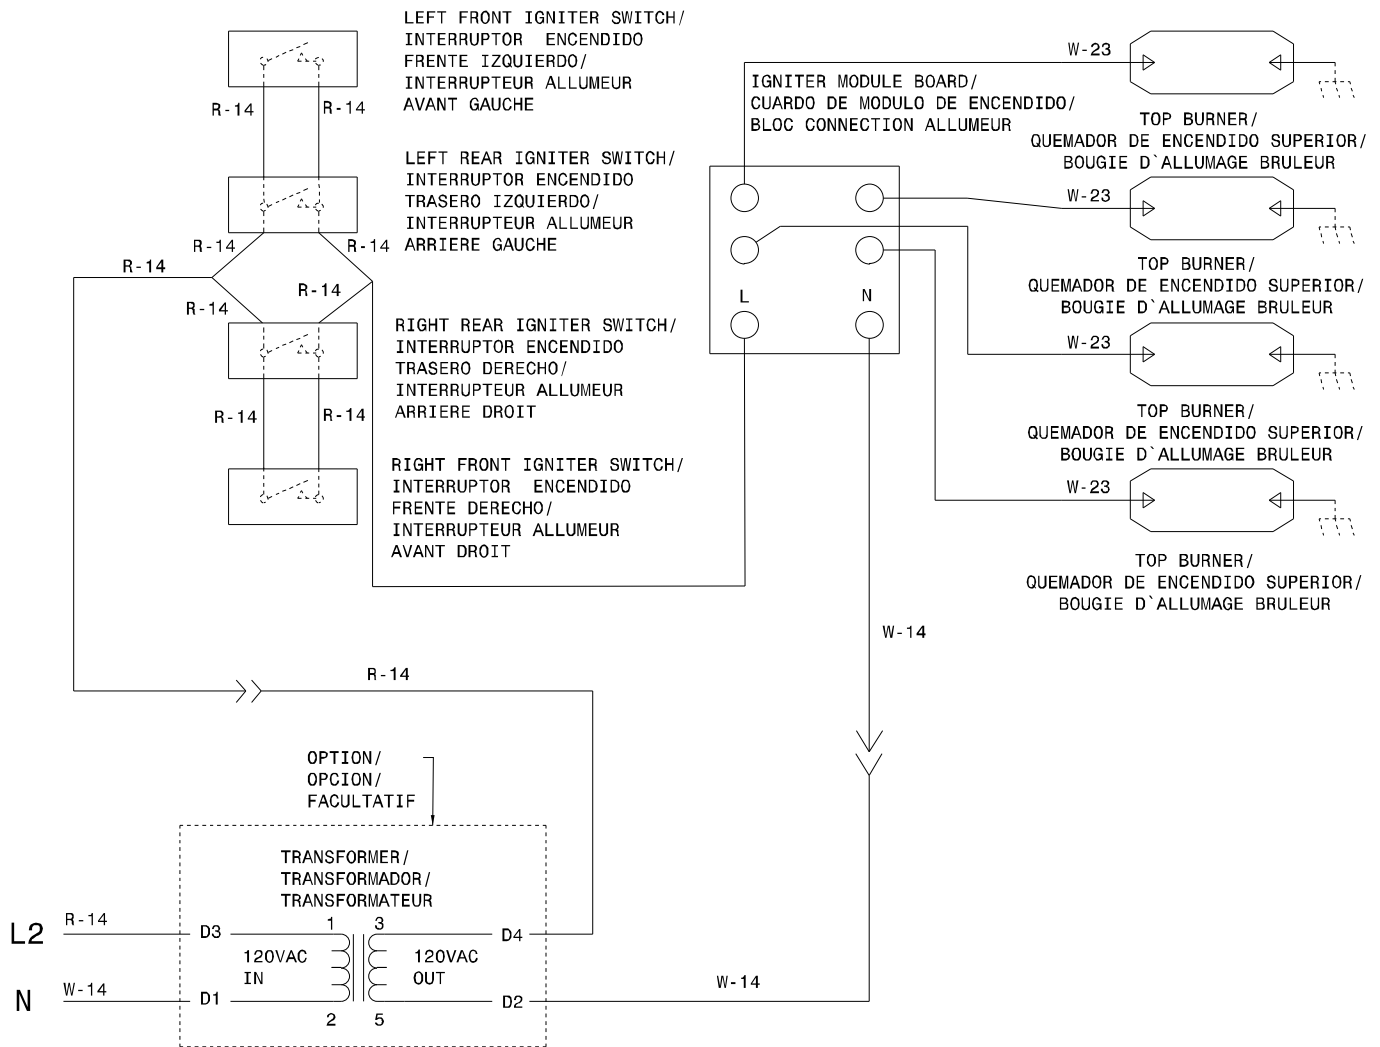 LEFT FRONT IGNITER SWITCH/
INTERRUPTOR ENCENDIDO
FRENTE IZQUIERDO/
INTERRUPTEUR ALLUMEUR
AVANT GAUCHE
R-14
R-14
LEFT REAR IGNITER SWITCH/
INTERRUPTOR ENCENDIDO
TRASERO IZQUIERDO/
INTERRUPTEUR ALLUMEUR
ARRIERE GAUCHE
R-14
R-14
R-14
R-14
R-14
RIGHT REAR IGNITER SWITCH/
INTERRUPTOR ENCENDIDO
TRASERO DERECHO/
INTERRUPTEUR ALLUMEUR
ARRIERE DROIT
R-14
R-14
RIGHT FRONT IGNITER SWITCH/
INTERRUPTOR ENCENDIDO
FRENTE DERECHO/
INTERRUPTEUR ALLUMEUR
AVANT DROIT
IGNITER MODULE BOARD/
CUARDO DE MODULO DE ENCENDIDO/
BLOC CONNECTION ALLUMEUR
L
N
W-23
TOP BURNER/
QUEMADOR DE ENCENDIDO SUPERIOR/
BOUGIE D`ALLUMAGE BRULEUR
W-23
TOP BURNER/
QUEMADOR DE ENCENDIDO SUPERIOR/
BOUGIE D`ALLUMAGE BRULEUR
W-23
TOP BURNER/
QUEMADOR DE ENCENDIDO SUPERIOR/
BOUGIE D`ALLUMAGE BRULEUR
W-23
TOP BURNER/
QUEMADOR DE ENCENDIDO SUPERIOR/
BOUGIE D`ALLUMAGE BRULEUR
W-14
R-14
OPTION/
OPCION/
FACULTATIF
TRANSFORMER/
TRANSFORMADOR/
TRANSFORMATEUR
L2
R-14
D3
1
3
D4
120VAC
IN
120VAC
OUT
N
W-14
D1
2
5
D2
W-14